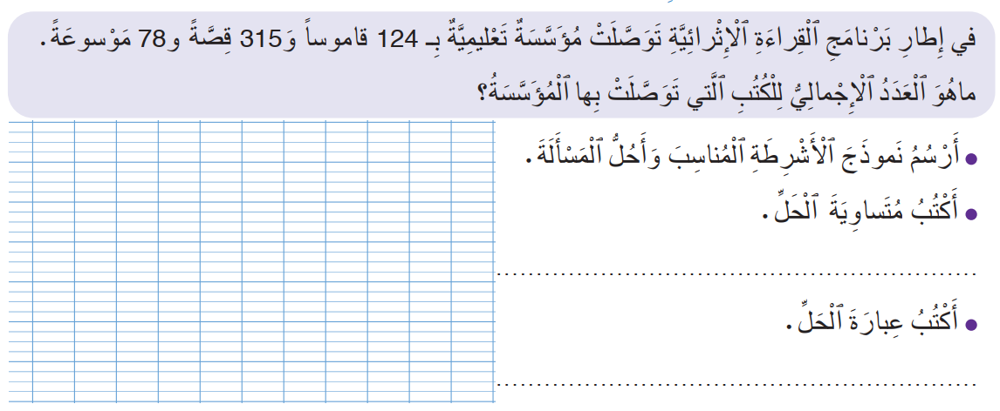 في إِطارِ بَرْنامَجِ ٱلْقِراءَةِ ٱلْإِثْرائِيَّةِ تَوَصَّلَتْ مُؤَسَّسَةٌ تَعْليمِيَّةٌ بِـ 124 قاموساً وَ315 قِصَّةً و78 مَوْسوعَةً.
ماهُوَ ٱلْعَدَدُ ٱلْإِجْمالِيُّ لِلْكُتُبِ ٱلَّتي تَوَصَّلَتْ بِها ٱلْمُؤَسَّسَةُ؟
• أَرْسُمُ نَموذَجَ ٱلْأَشْرِطَةِ ٱلْمُناسِبَ وَأَحُلُّ ٱلْمَسْأَلَةَ.
• أَكْتُبُ مُتَساوِيَةَ ٱلْحَلِّ.
• أَكْتُبُ عِبارَةَ ٱلْحَلِّ.